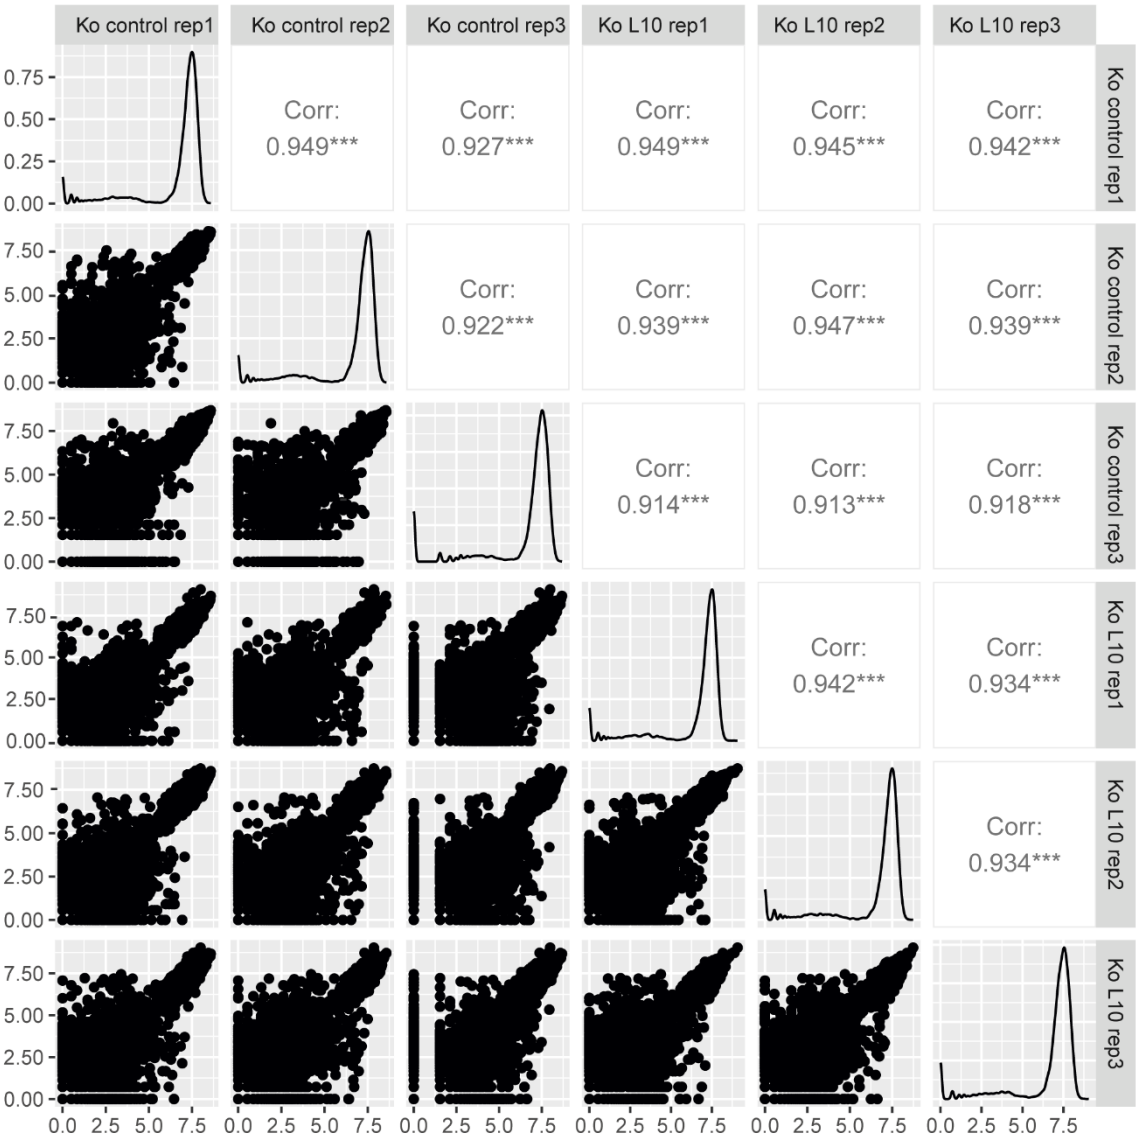 Ko control rep1 Ko control rep2 Ko control rep3 Ko L10 rep1 Ko L10 rep2 Ko L10 rep3
0.75
0.50
0.25
0.00
Corr:
0.949***
Corr:
0.927***
Corr:
0.949***
Corr:
0.945***
Corr:
0.942***
Ko control rep1
7.50
5.00
2.50
0.00
Corr:
0.922***
Corr:
0.939***
Corr:
0.947***
Corr:
0.939***
Ko control rep2
7.50
5.00
2.50
0.00
Corr:
0.914***
Corr:
0.913***
Corr:
0.918***
Ko control rep3
7.50
5.00
2.50
0.00
Corr:
0.942***
Corr:
0.934***
Ko L10 rep1
7.50
5.00
2.50
0.00
Corr:
0.934***
Ko L10 rep2
7.50
5.00
2.50
0.00
Ko L10 rep3
0.0 2.5 5.0 7.5 0.0 2.5 5.0 7.5 0.0 2.5 5.0 7.5 0.0 2.5 5.0 7.5 0.0 2.5 5.0 7.5 0.0 2.5 5.0 7.5